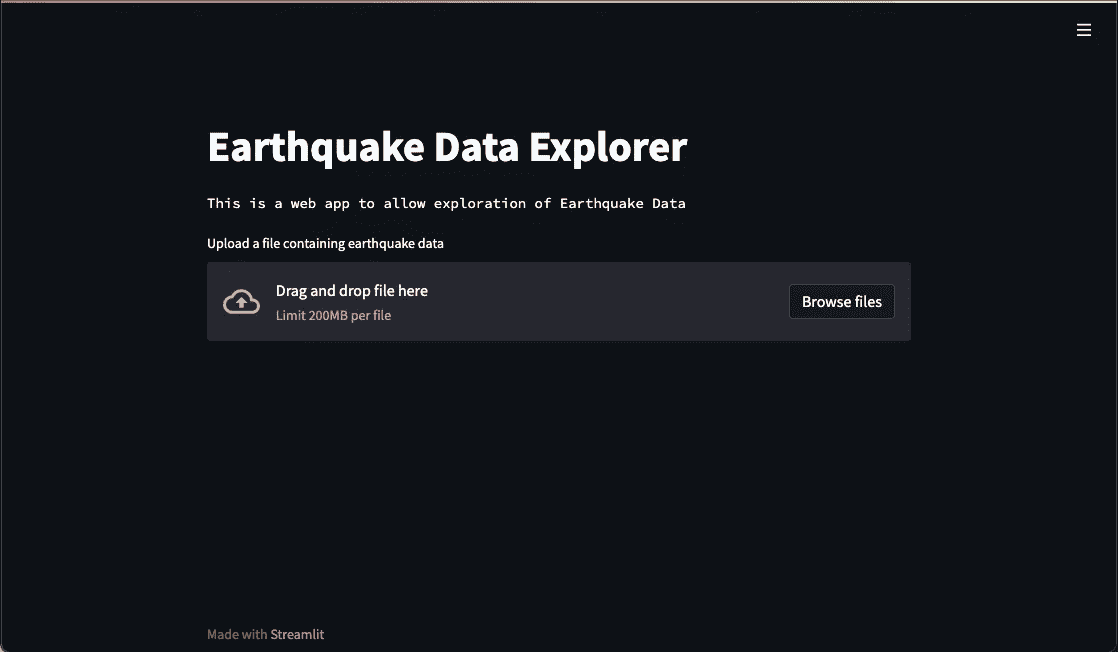 Earthquake Data Explorer
This is a web app to allow exploration of Earthquake Data
Upload a file containing earthquake data
Drag and drop file here
Limit 200MB per file
Browse files
Made with Streamlit